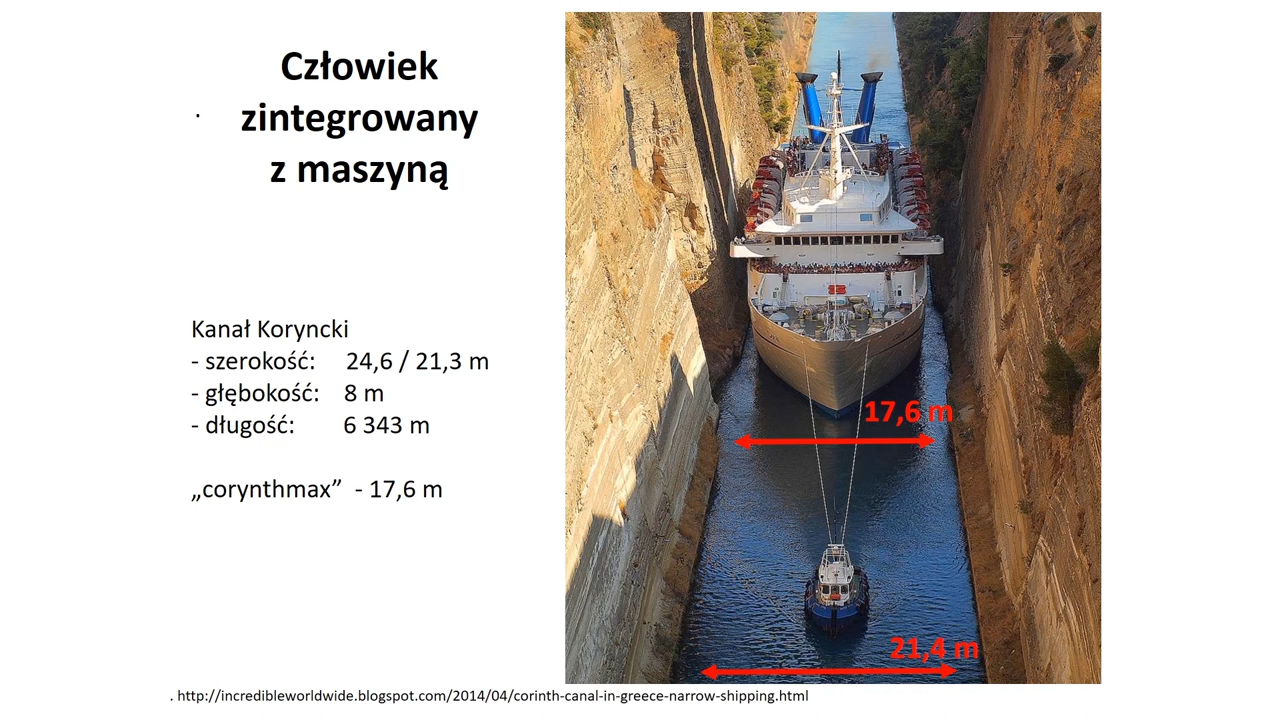 Człowiek
zintegrowany
z maszyną
Kanał Koryncki
- szerokość: 24,6 / 21,3 m
- głębokość: 8 m
- długość: 6 343 m
„corynthmax” - 17,6 m
17,6 m
21,4 m
. http://incredibleworldwide.blogspot.com/2014/04/corinth-canal-in-greece-narrow-shipping.html